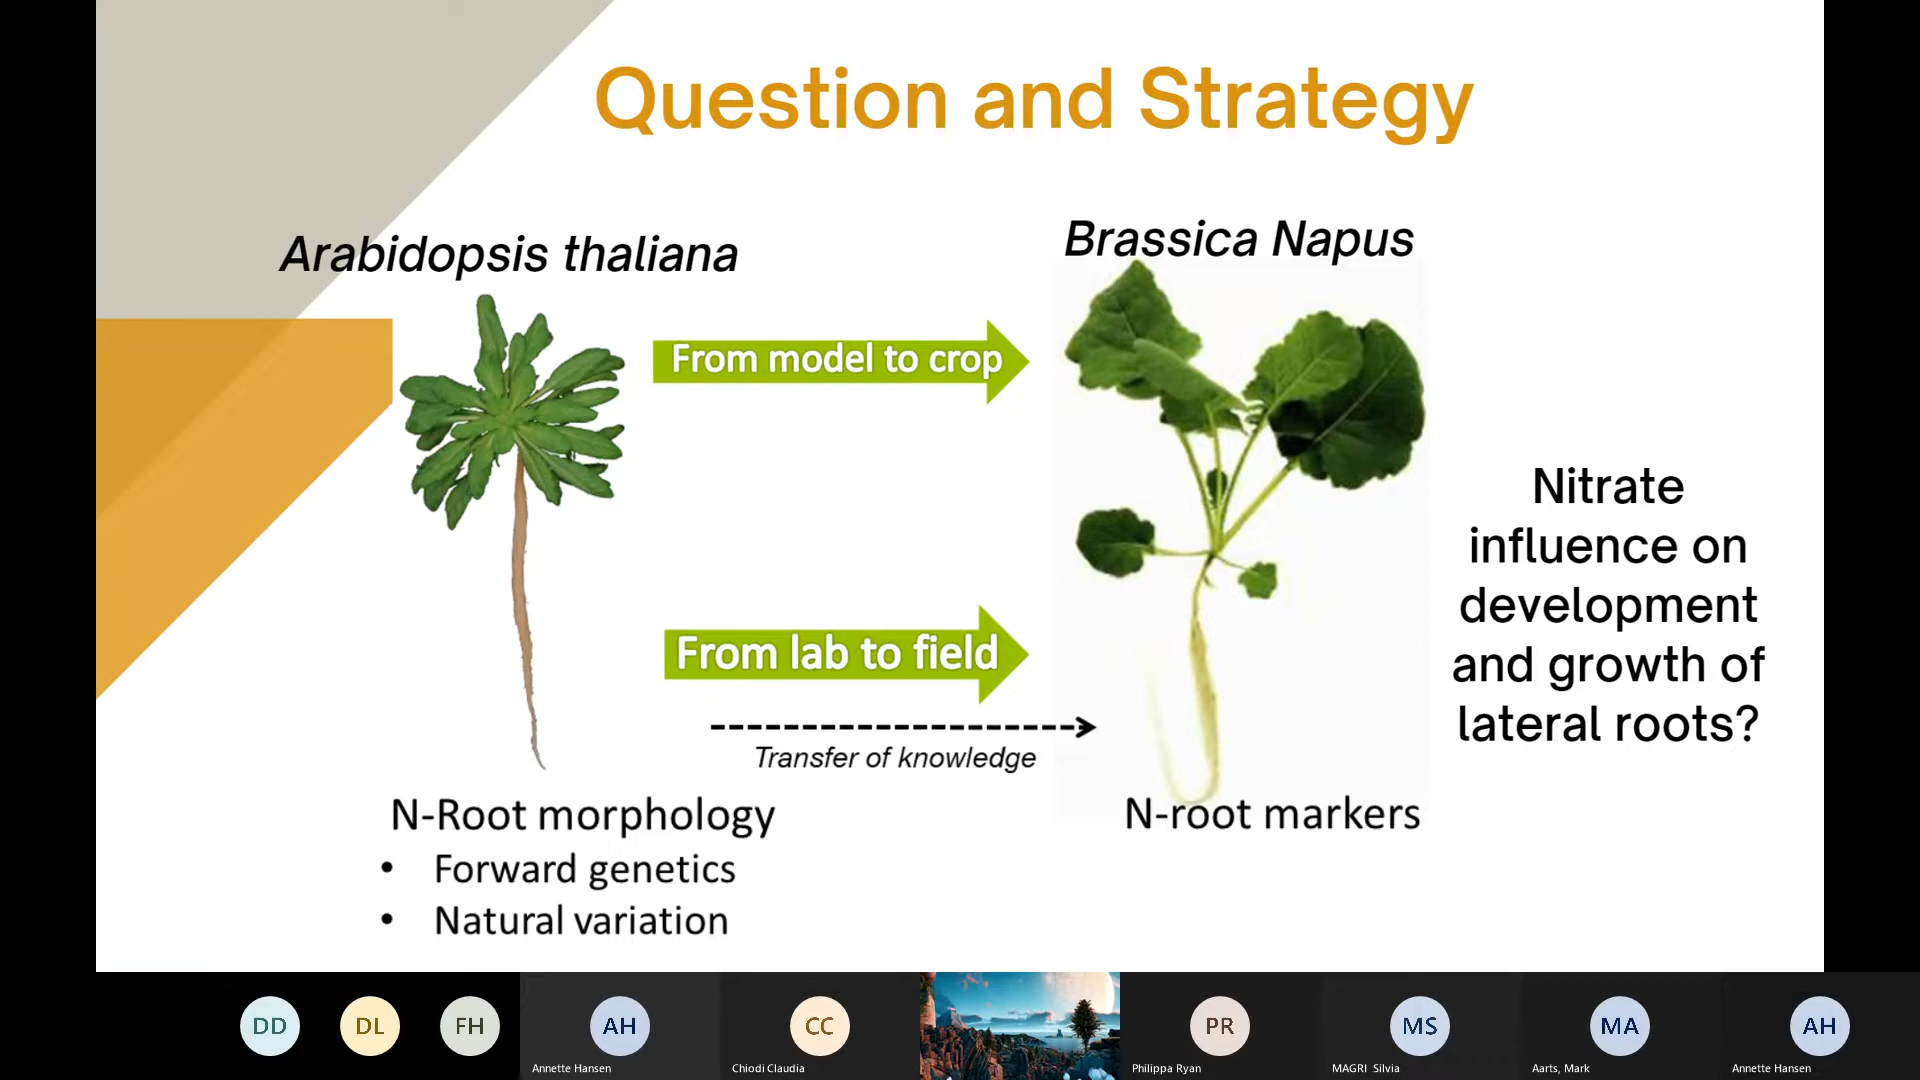 Question and Strategy
Arabidopsis thaliana
Brassica Napus
From model to crop
Nitrate
influence on
development
and growth of
lateral roots?
From lab to field
Transfer of knowledge
N-Root morphology
• Forward genetics
• Natural variation
N-root markers
DD
DL
FH
AH
Annette Hansen
CC
Chiodi Claudia
PR
Philippa Ryan
MS
MAGRI Silvia
MA
Aarts, Mark
AH
Annette Hansen